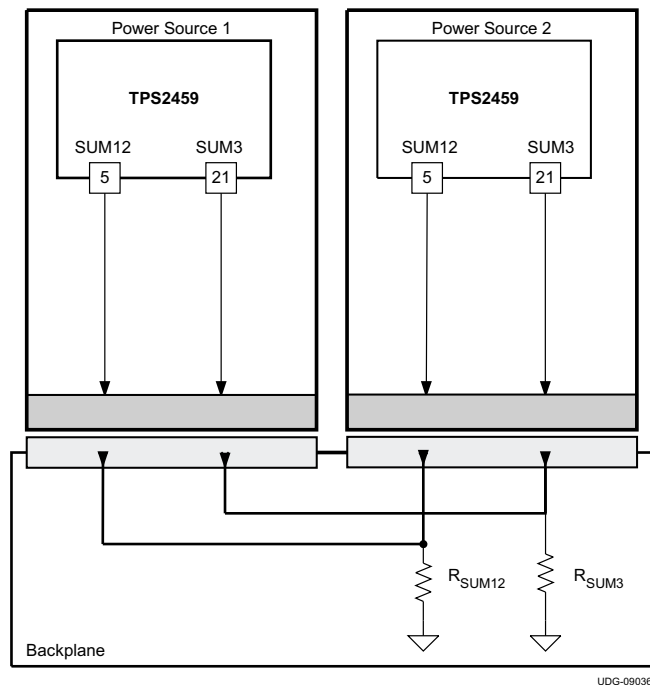 Power Source 1
Power Source 2
TPS2459
TPS2459
SUM12 SUM3
SUM12 SUM3
5 21
5 21
RSUM12
RSUM3
Backplane
UDG-09036